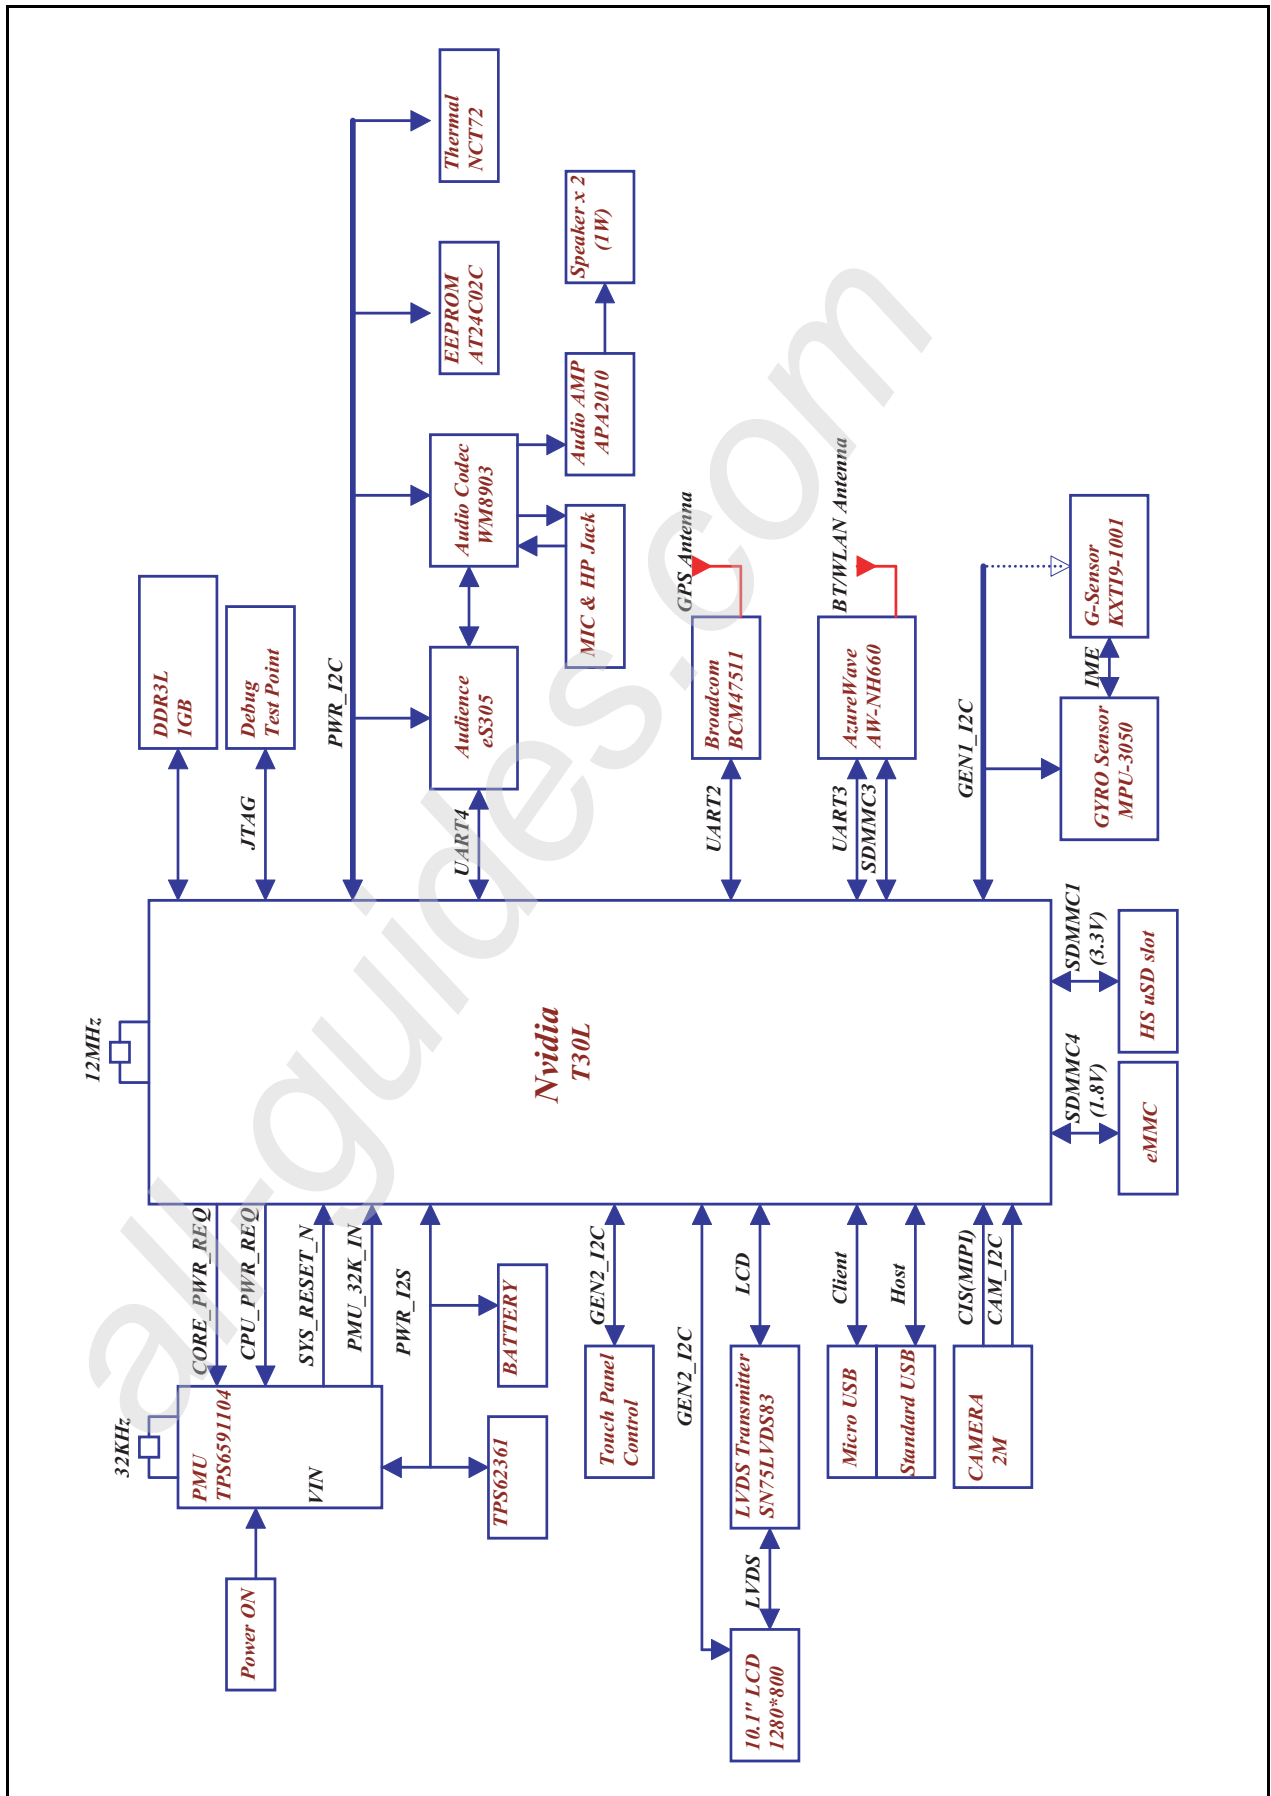 Thermal
NCT72
EEPROM
AT24C02C
Speaker x 2
(1W)
Audio AMP
APA2010
Audio Codec
WM8903
MIC & HP Jack
Audience
eS305
DDR3L
1GB
Debug
Test Point
JTAG
PWR_I2C
UART4
GPS Antenna
Broadcom
BCM47511
UART2
BT/WLAN Antenna
AzureWave
AW-NH660
UART3
SDMMC3
GEN1_I2C
G-Sensor
KXTI9-1001
IME
GYRO Sensor
MPU-3050
12MHz
Nvidia
T30L
SDMMC1
(3.3V)
HS uSD slot
SDMMC4
(1.8V)
eMMC
CORE_PWR_REQ
CPU_PWR_REQ
SYS_RESET_N
PMU_32K_IN
PWR_I2S
32KHz
PMU
TPS6591104
VIN
Power ON
BATTERY
TPS62361
GEN2_I2C
Touch Panel
Control
GEN2_I2C
LCD
LVDS Transmitter
SN75LVDS83
LVDS
10.1" LCD
1280*800
Client
Micro USB
Host
Standard USB
CIS(MIPI)
CAM_I2C
CAMERA
2M
all-guides.com